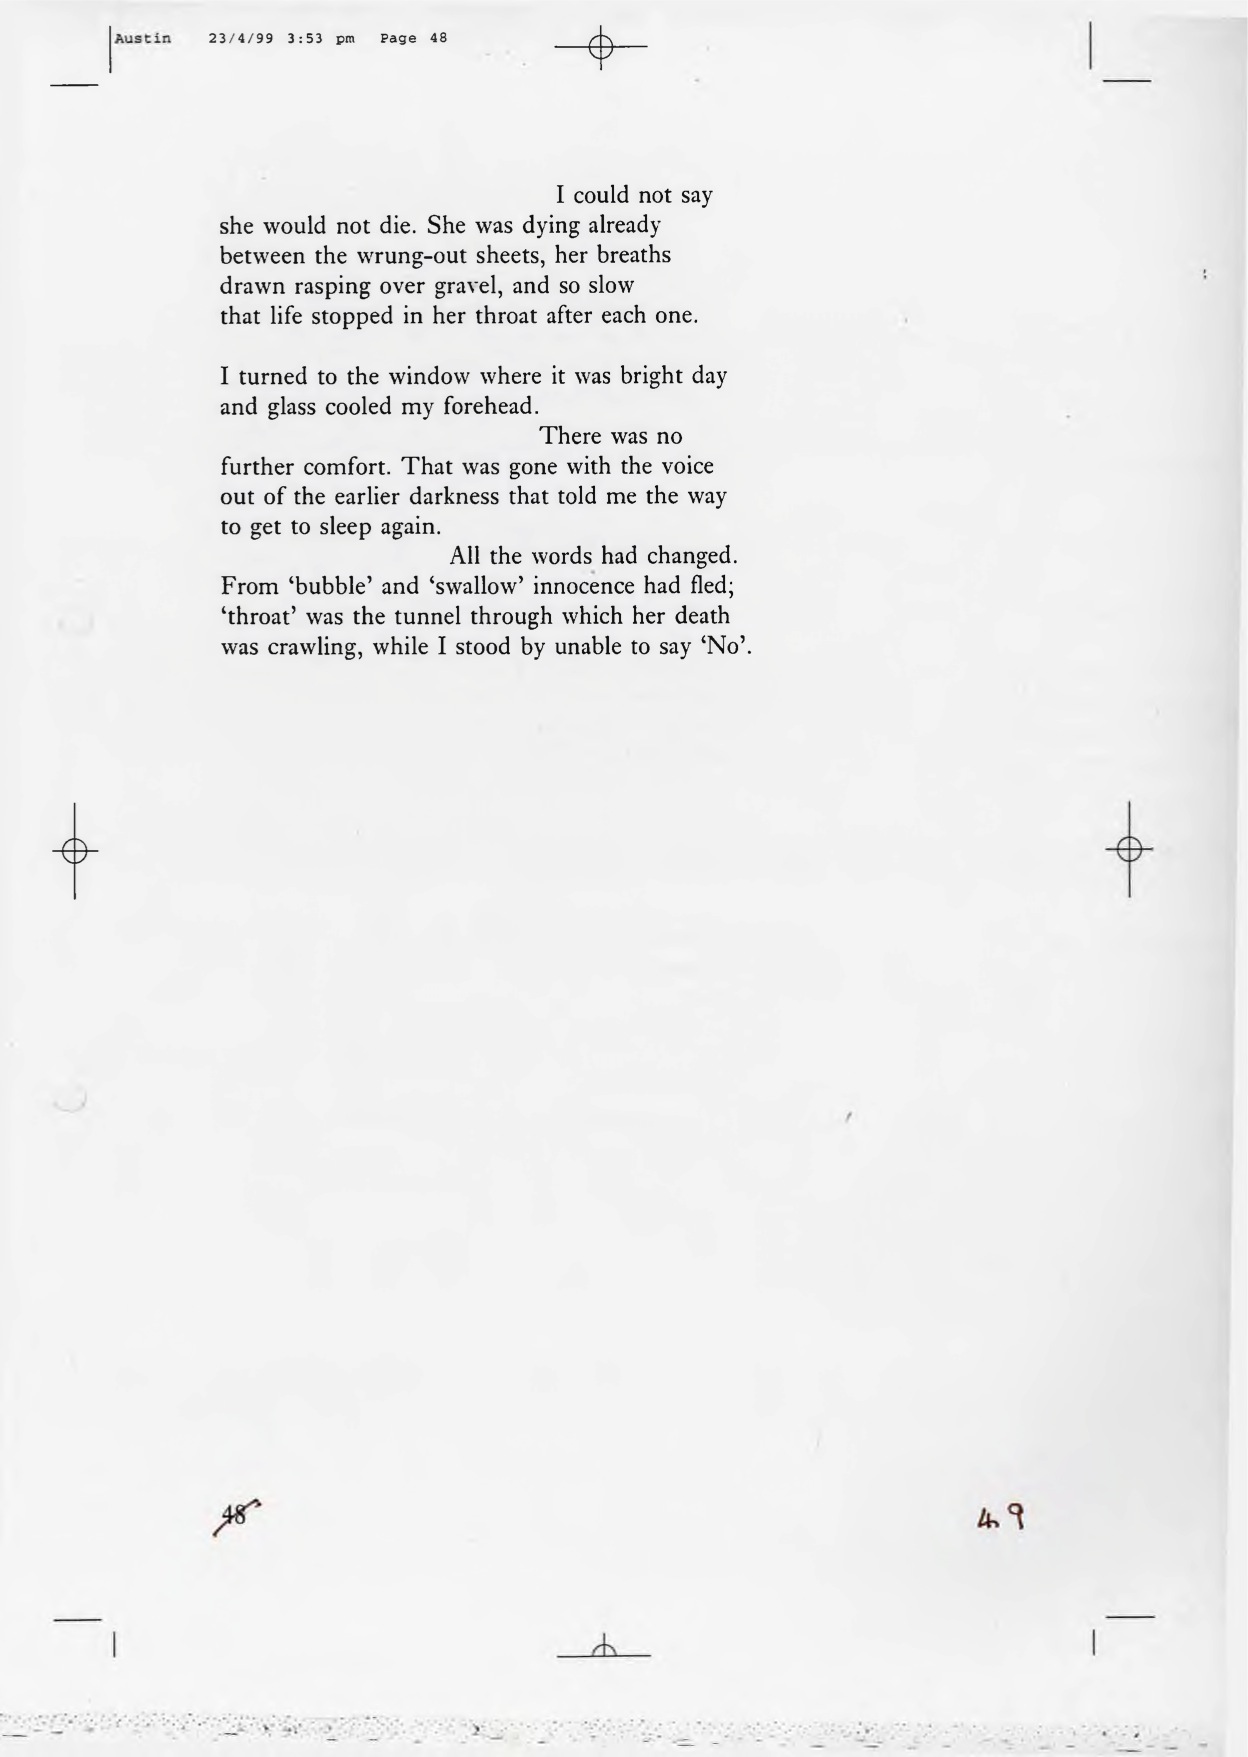 Austin 23/4/99 3:53 pm Page 48
I could not say
she would not die. She was dying already
between the wrung-out sheets, her breaths
drawn rasping over gravel, and so slow
that life stopped in her throat after each one.
I turned to the window where it was bright day
and glass cooled my forehead.
There was no
further comfort. That was gone with the voice
out of the earlier darkness that told me the way
to get to sleep again.
All the words had changed.
From ‘bubble’ and ‘swallow’ innocence had fled;
‘throat’ was the tunnel through which her death
was crawling, while I stood by unable to say ‘No’.
48 49